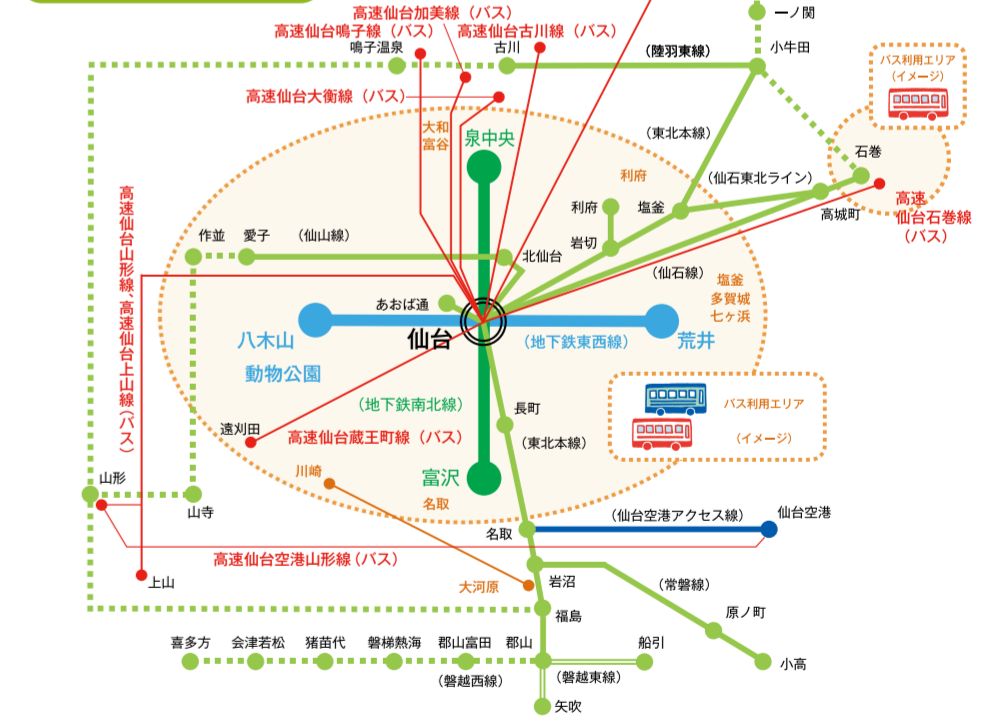 高速仙台加美線（バス）
高速仙台鳴子線（バス）
高速仙台古川線（バス）
一ノ関
鳴子温泉
古川
（陸羽東線）
小牛田
バス利用エリア
（イメージ）
高速仙台大衡線（バス）
大和
富谷
泉中央
（東北本線）
石巻
利府
（仙石東北ライン）
高速仙台山形線、高速仙台上山線（バス）
利府
塩釜
高城町
高速
仙台石巻線
（バス）
作並
愛子
（仙山線）
岩切
北仙台
（仙石線）
塩釜
多賀城
七ヶ浜
あおば通
仙台
八木山
動物公園
（地下鉄東西線）
荒井
（地下鉄南北線）
長町
バス利用エリア
（イメージ）
遠刈田
高速仙台蔵王町線（バス）
（東北本線）
川崎
富沢
山形
名取
山寺
名取
（仙台空港アクセス線）
仙台空港
高速仙台空港山形線（バス）
上山
大河原
岩沼
（常磐線）
福島
原ノ町
喜多方
会津若松
猪苗代
磐梯熱海
郡山富田
郡山
船引
小高
（磐越西線）
（磐越東線）
矢吹